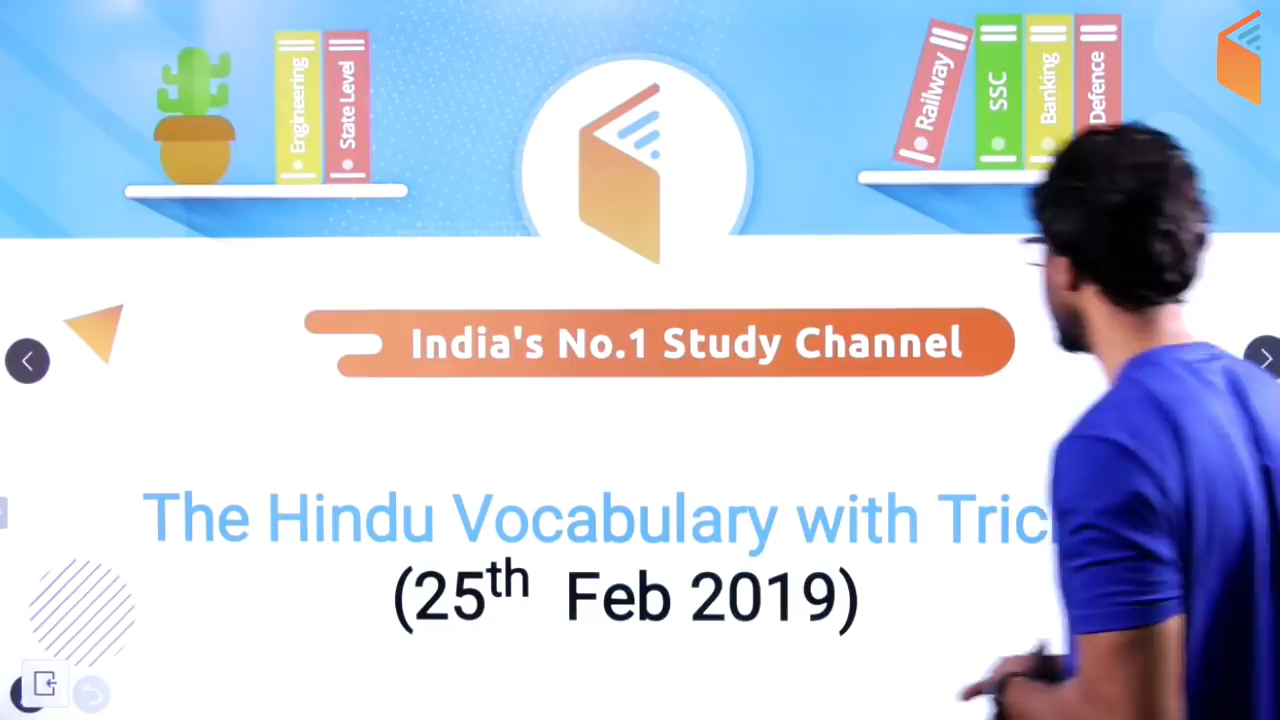 Engineering
State Level
Railway
SSC
Banking
Defence
India's No.1 Study Channel
The Hindu Vocabulary with
(25th Feb 2019)